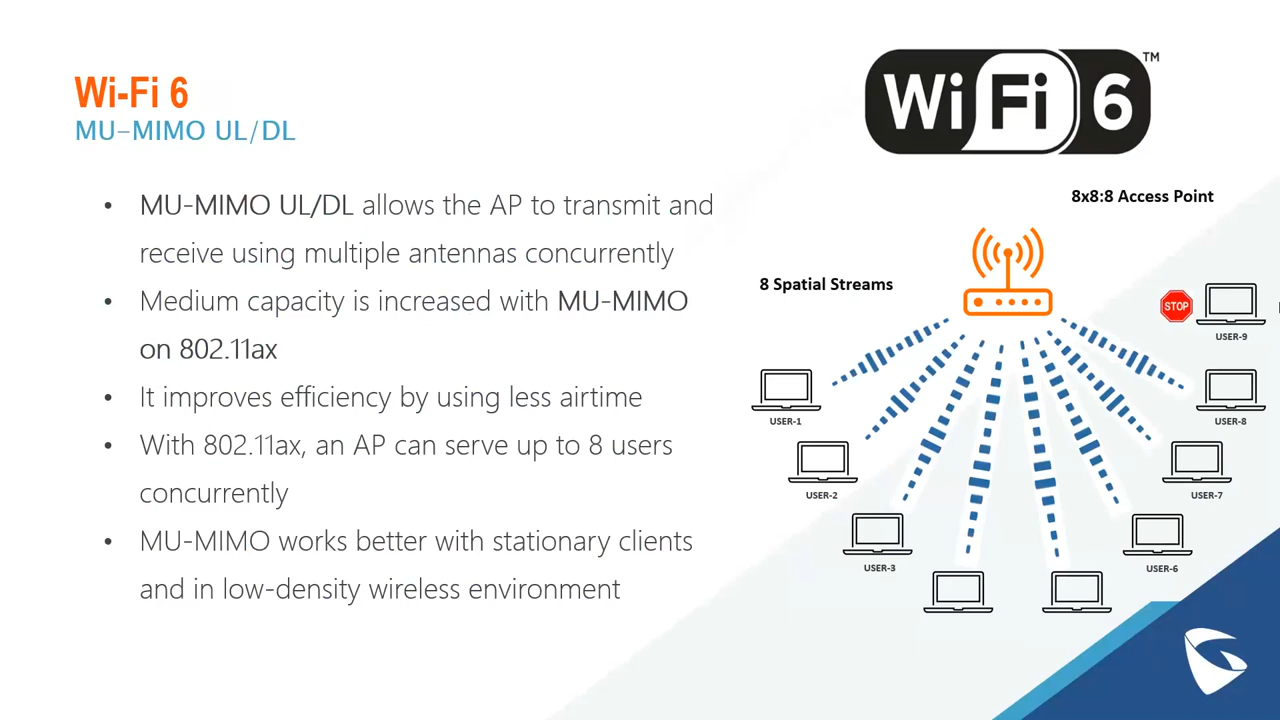 Wi-Fi 6
MU-MIMO UL/DL
WiFi 6 ™
• MU-MIMO UL/DL allows the AP to transmit and
receive using multiple antennas concurrently
• Medium capacity is increased with MU-MIMO
on 802.11ax
• It improves efficiency by using less airtime
• With 802.11ax, an AP can serve up to 8 users
concurrently
• MU-MIMO works better with stationary clients
and in low-density wireless environment
8x8:8 Access Point
8 Spatial Streams
STOP
USER-9
USER-1
USER-8
USER-2
USER-7
USER-3
USER-6